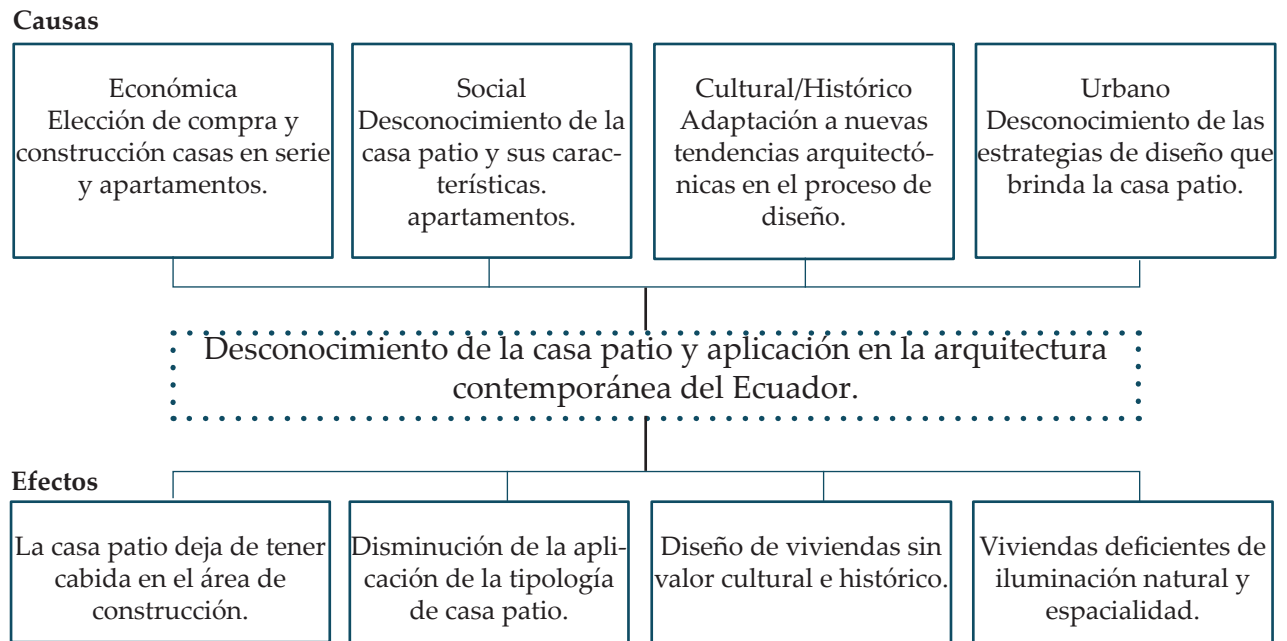 Causas
Económica
Elección de compra y
construcción casas en serie
y apartamentos.
Social
Desconocimiento de la
casa patio y sus carac-
terísticas.
apartamentos.
Cultural/Histórico
Adaptación a nuevas
tendencias arquitectó-
nicas en el proceso de
diseño.
Urbano
Desconocimiento de las
estrategias de diseño que
brinda la casa patio.
Desconocimiento de la casa patio y aplicación en la arquitectura
contemporánea del Ecuador.
Efectos
La casa patio deja de tener
cabida en el área de
construcción.
Disminución de la apli-
cación de la tipología
de casa patio.
Diseño de viviendas sin
valor cultural e histórico.
Viviendas deficientes de
iluminación natural y
espacialidad.